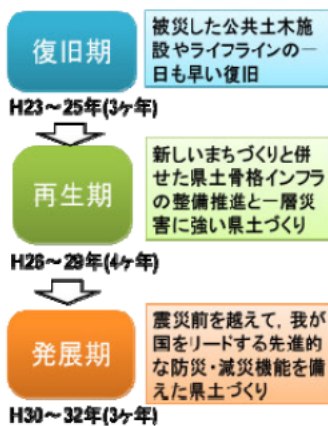 復旧期
被災した公共土木施
設やライフラインの一
日も早い復旧
H23～25年(3ヶ年)
再生期
新しいまちづくりと併
せた県土骨格インフラ
の整備推進と一層災
害に強い県土づくり
H26～29年(4ヶ年)
発展期
震災前を越えて，我が
国をリードする先進的
な防災・減災機能を備
えた県土づくり
H30～32年(3ヶ年)